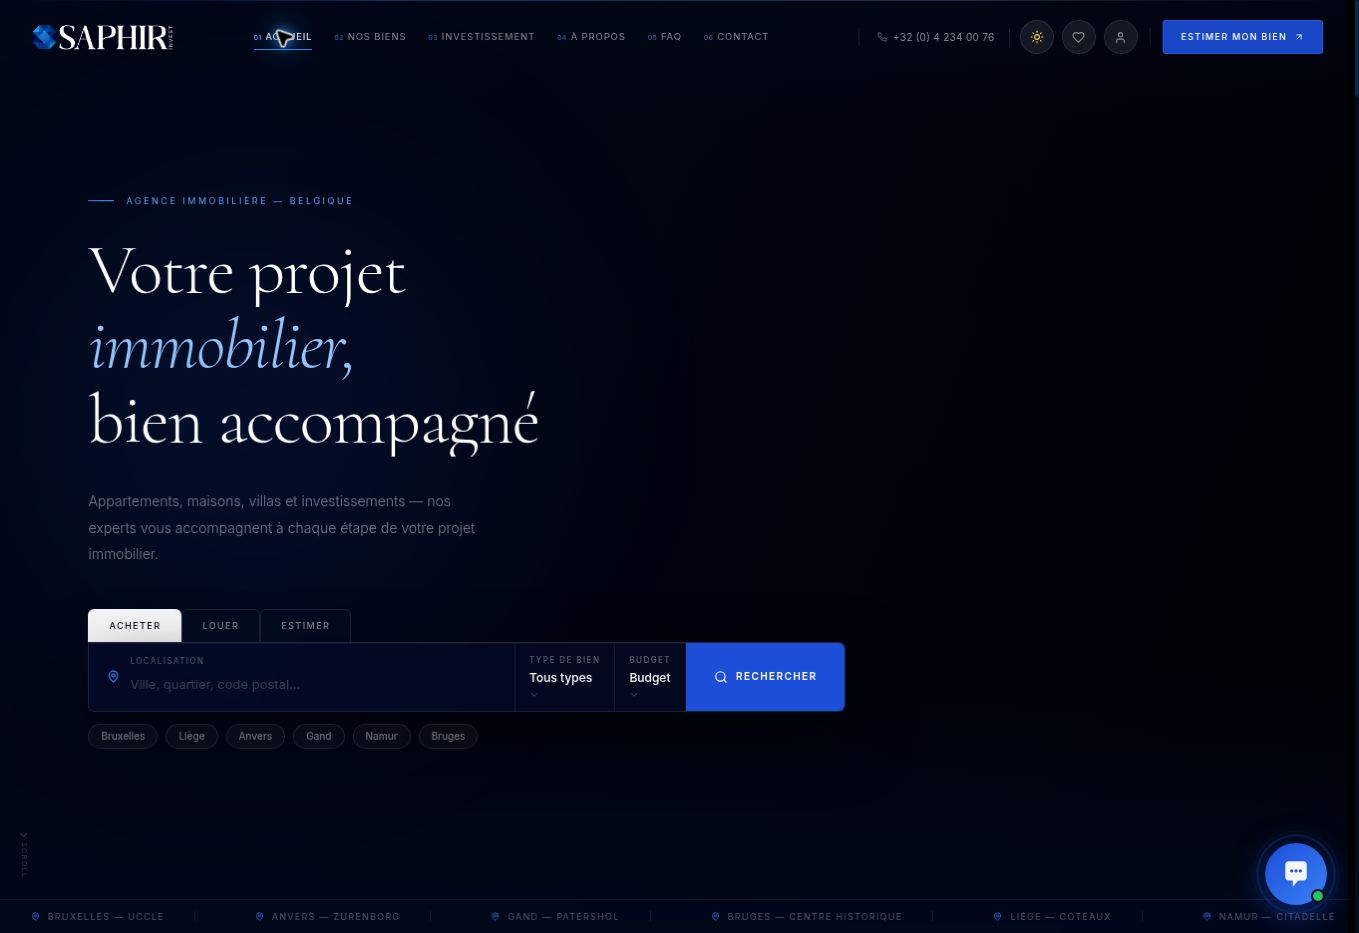 SAPHIR INVEST
01 ACCUEIL
02 NOS BIENS
03 INVESTISSEMENT
04 À PROPOS
05 FAQ
06 CONTACT
+32 (0) 4 234 00 76
ESTIMER MON BIEN
AGENCE IMMOBILIÈRE — BELGIQUE
Votre projet
immobilier,
bien accompagné
Appartements, maisons, villas et investissements — nos
experts vous accompagnent à chaque étape de votre projet
immobilier.
ACHETER
LOUER
ESTIMER
LOCALISATION
Ville, quartier, code postal...
TYPE DE BIEN
Tous types
BUDGET
Budget
RECHERCHER
Bruxelles
Liège
Anvers
Gand
Namur
Bruges
SCROLL
BRUXELLES — UCCLE
ANVERS — ZURENBORG
GAND — PATERSHOL
BRUGES — CENTRE HISTORIQUE
LIÈGE — COTEAUX
NAMUR — CITADELLE